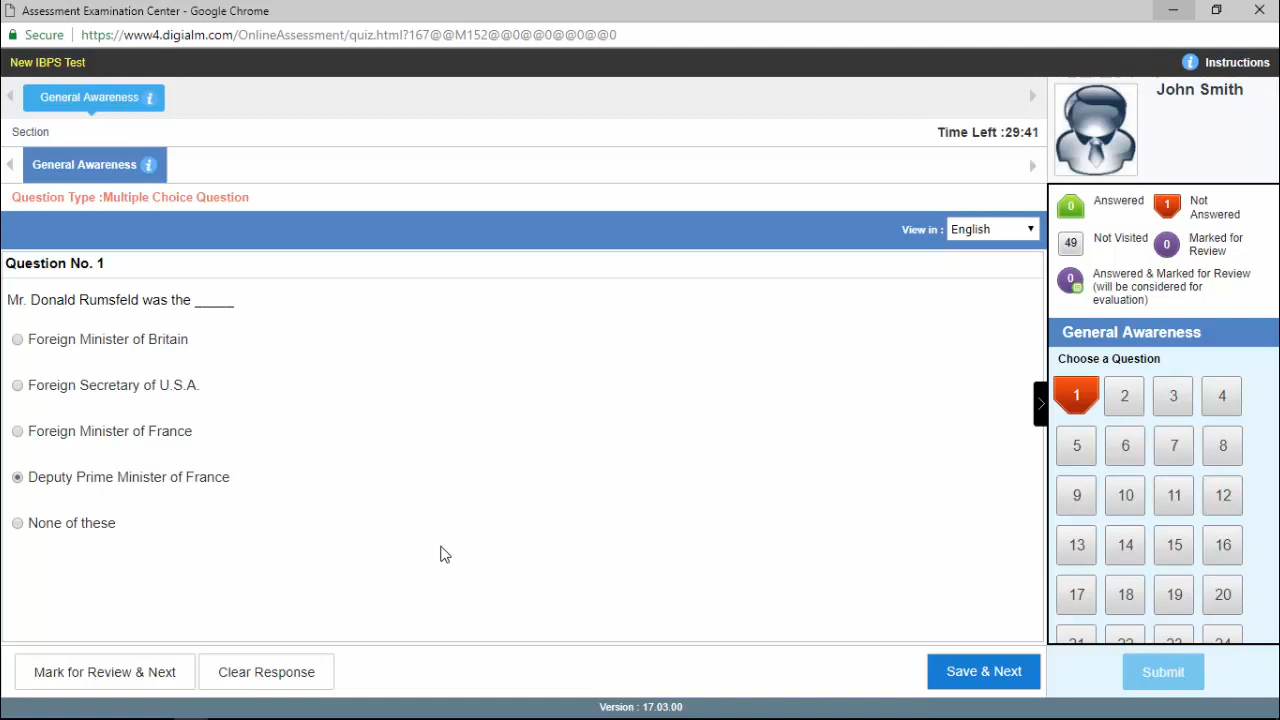 Assessment Examination Center - Google Chrome
Secure https://www4.digialm.com/OnlineAssessment/quiz.html?167@@M152@@0@@0@@0@@0
New IBPS Test
i Instructions
General Awareness i
John Smith
Section
Time Left :29:41
General Awareness i
Question Type :Multiple Choice Question
View in : English
Question No. 1
Mr. Donald Rumsfeld was the _____
Foreign Minister of Britain
Foreign Secretary of U.S.A.
Foreign Minister of France
Deputy Prime Minister of France
None of these
0 Answered
1 Not Answered
49 Not Visited
0 Marked for Review
0 Answered & Marked for Review
(will be considered for
evaluation)
General Awareness
Choose a Question
1 2 3 4
5 6 7 8
9 10 11 12
13 14 15 16
17 18 19 20
21 22 23 24
Mark for Review & Next
Clear Response
Save & Next
Submit
Version : 17.03.00